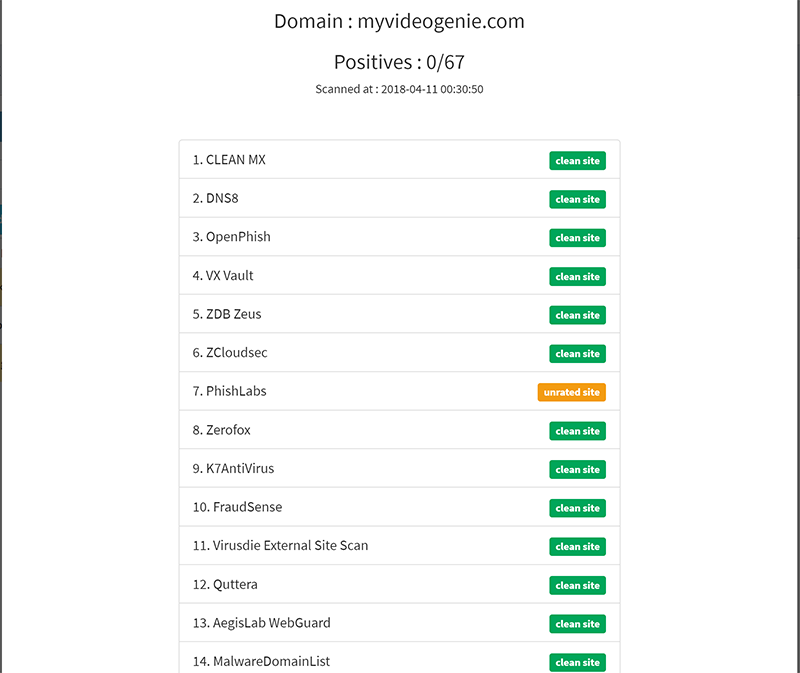 Domain : myvideogenie.com
Positives : 0/67
Scanned at : 2018-04-11 00:30:50
1. CLEAN MX clean site
2. DNS8 clean site
3. OpenPhish clean site
4. VX Vault clean site
5. ZDB Zeus clean site
6. ZCloudsec clean site
7. PhishLabs unrated site
8. Zerofox clean site
9. K7AntiVirus clean site
10. FraudSense clean site
11. Virusdie External Site Scan clean site
12. Quttera clean site
13. AegisLab WebGuard clean site
14. MalwareDomainList clean site